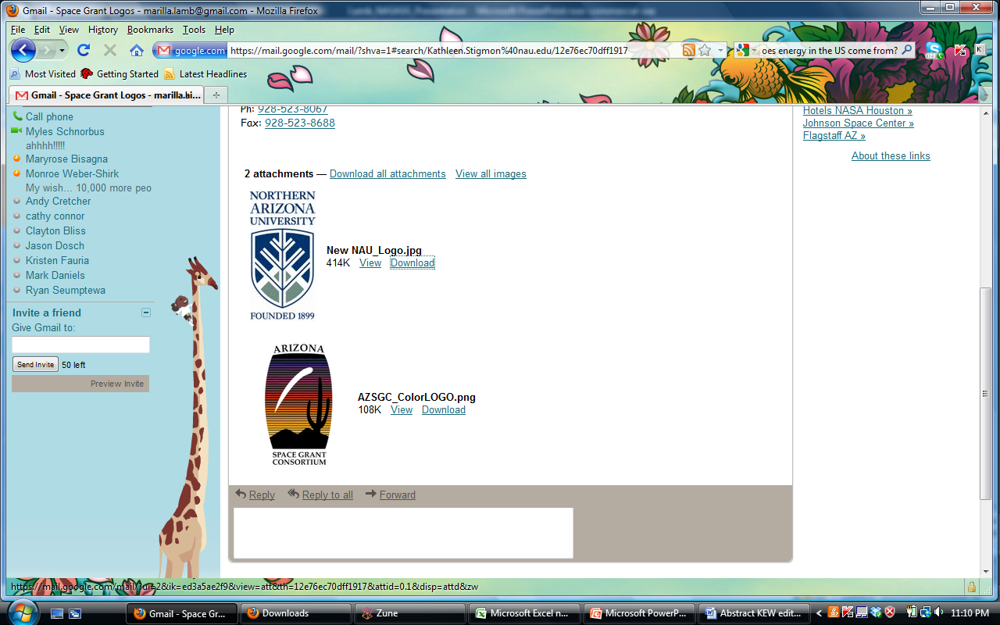 Gmail - Space Grant Logos - marilla.lamb@gmail.com - Mozilla Firefox
File Edit View History Bookmarks Tools Help
google.com https://mail.google.com/mail/?shva=1#search/Kathleen.Stigmon%40nau.edu/12e76ec70dff1917 oes energy in the US come from?
Most Visited Getting Started Latest Headlines
Gmail - Space Grant Logos - marilla.bi...
Ph: 928-523-8067
Fax: 928-523-8688
Call phone
Myles Schnorbus
ahhhh!!!!!
Maryrose Bisagna
Monroe Weber-Shirk
My wish... 10,000 more peo
Andy Cretcher
cathy connor
Clayton Bliss
Jason Dosch
Kristen Fauria
Mark Daniels
Ryan Seumptewa
Invite a friend
Give Gmail to:
Send Invite 50 left
Preview Invite
2 attachments — Download all attachments View all images
NORTHERN
ARIZONA
UNIVERSITY
FOUNDED 1899
New NAU_Logo.jpg
414K View Download
ARIZONA
SPACE GRANT
CONSORTIUM
AZSGC_ColorLOGO.png
108K View Download
Reply Reply to all Forward
Hotels NASA Houston »
Johnson Space Center »
Flagstaff AZ »
About these links
https://mail.google.com/mail/?ui=2&ik=ed3a5ae2f9&view=att&th=12e76ec70dff1917&attid=0.1&disp=attd&zw
Gmail - Space Gr... Downloads Zune Microsoft Excel n... Microsoft PowerP... Abstract KEW edit... 11:10 PM